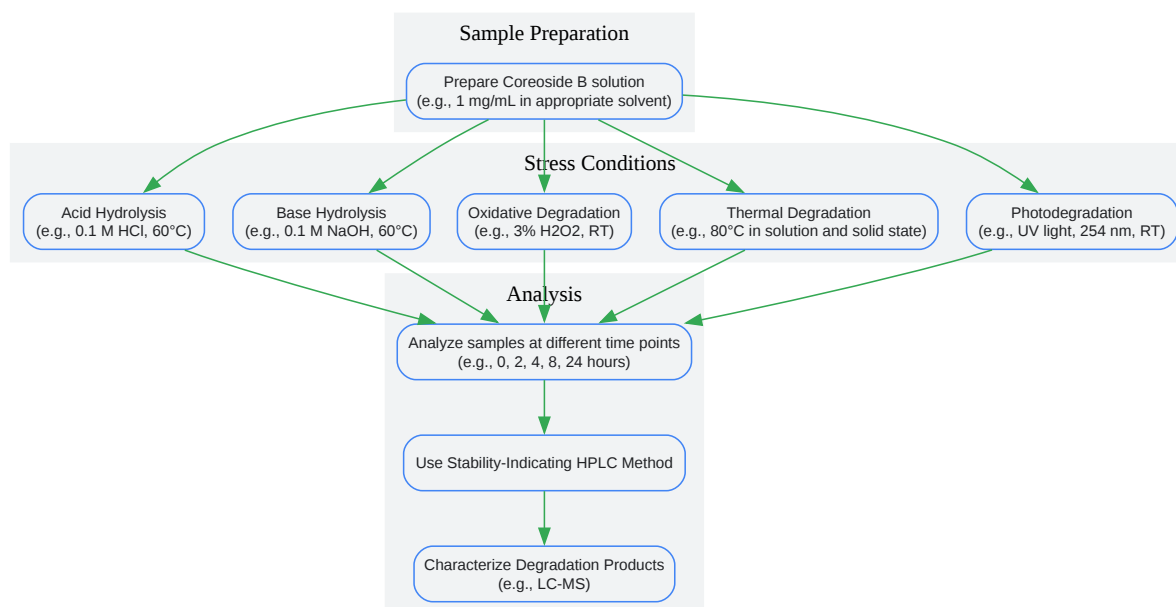 Sample Preparation
Prepare Coreoside B solution
(e.g., 1 mg/mL in appropriate solvent)
Stress Conditions
Acid Hydrolysis
(e.g., 0.1 M HCl, 60°C)
Base Hydrolysis
(e.g., 0.1 M NaOH, 60°C)
Oxidative Degradation
(e.g., 3% H2O2, RT)
Thermal Degradation
(e.g., 80°C in solution and solid state)
Photodegradation
(e.g., UV light, 254 nm, RT)
Analysis
Analyze samples at different time points
(e.g., 0, 2, 4, 8, 24 hours)
Use Stability-Indicating HPLC Method
Characterize Degradation Products
(e.g., LC-MS)